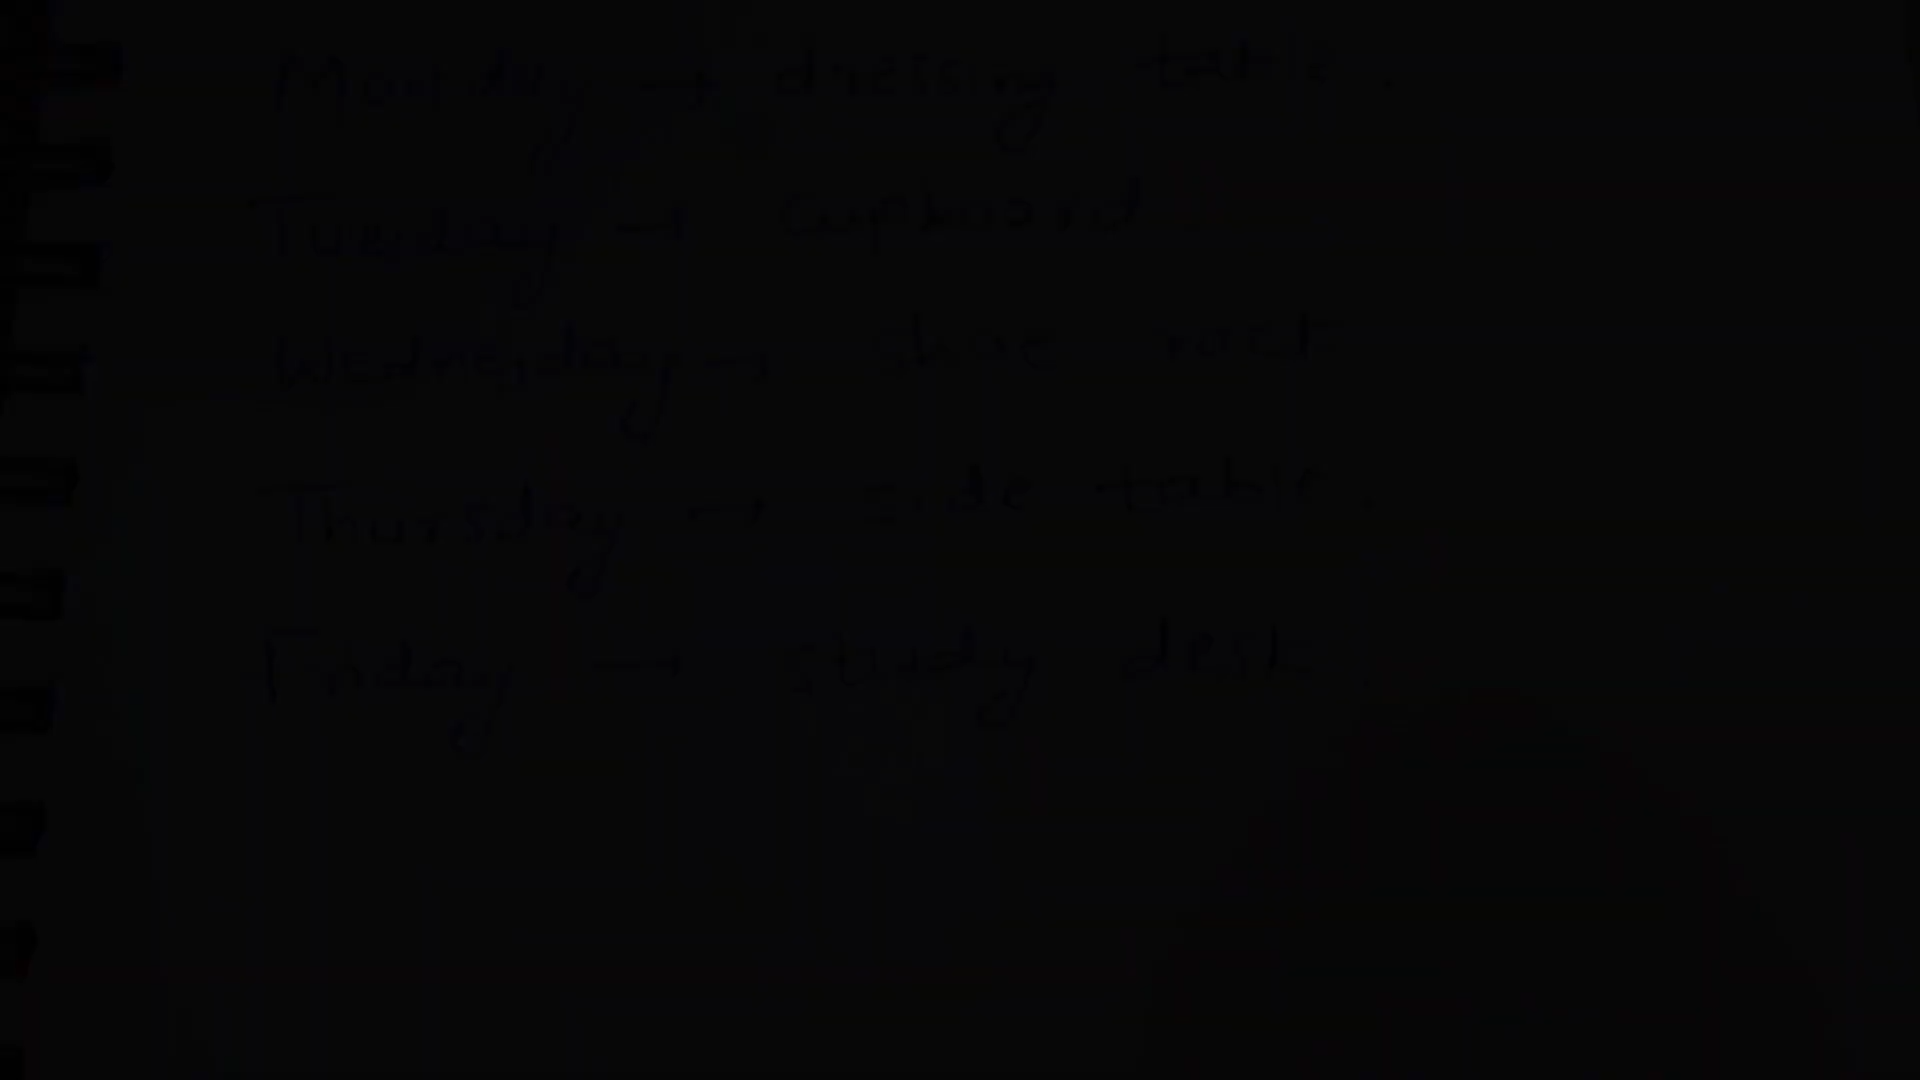 Monday → dressing table.
Tuesday → cupboard
Wednesday → shoe rack
Thursday → side table.
Friday → study desk